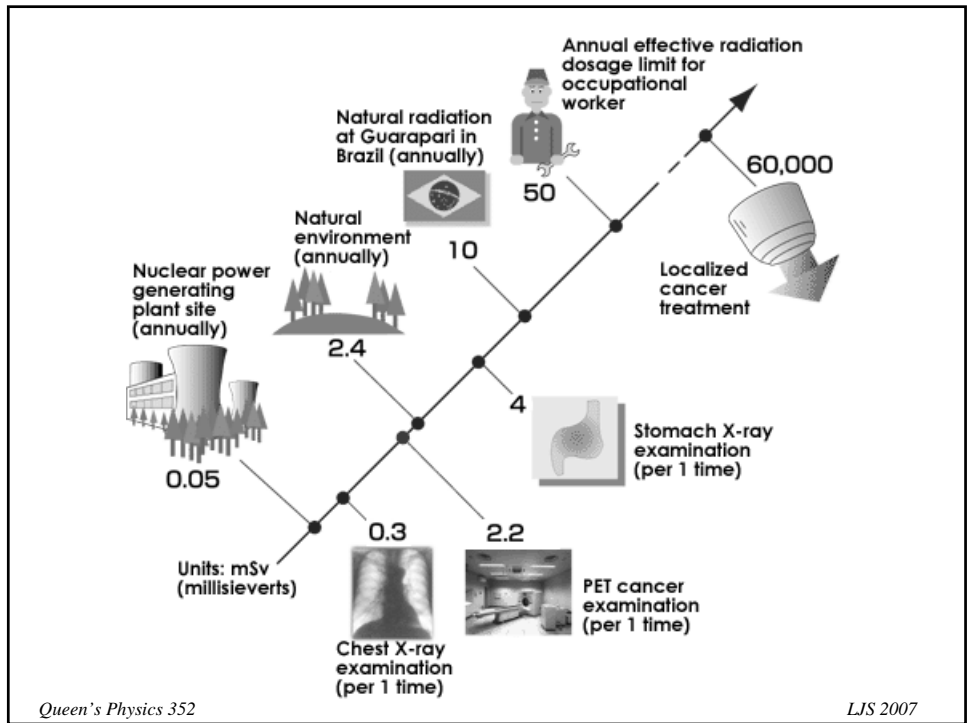 Annual effective radiation
dosage limit for
occupational
worker
50
Natural radiation
at Guarapari in
Brazil (annually)
10
60,000
Localized
cancer
treatment
Natural
environment
(annually)
2.4
Nuclear power
generating
plant site
(annually)
0.05
4
Stomach X-ray
examination
(per 1 time)
0.3
Chest X-ray
examination
(per 1 time)
2.2
PET cancer
examination
(per 1 time)
Units: mSv
(millisieverts)
Queen's Physics 352
LJS 2007